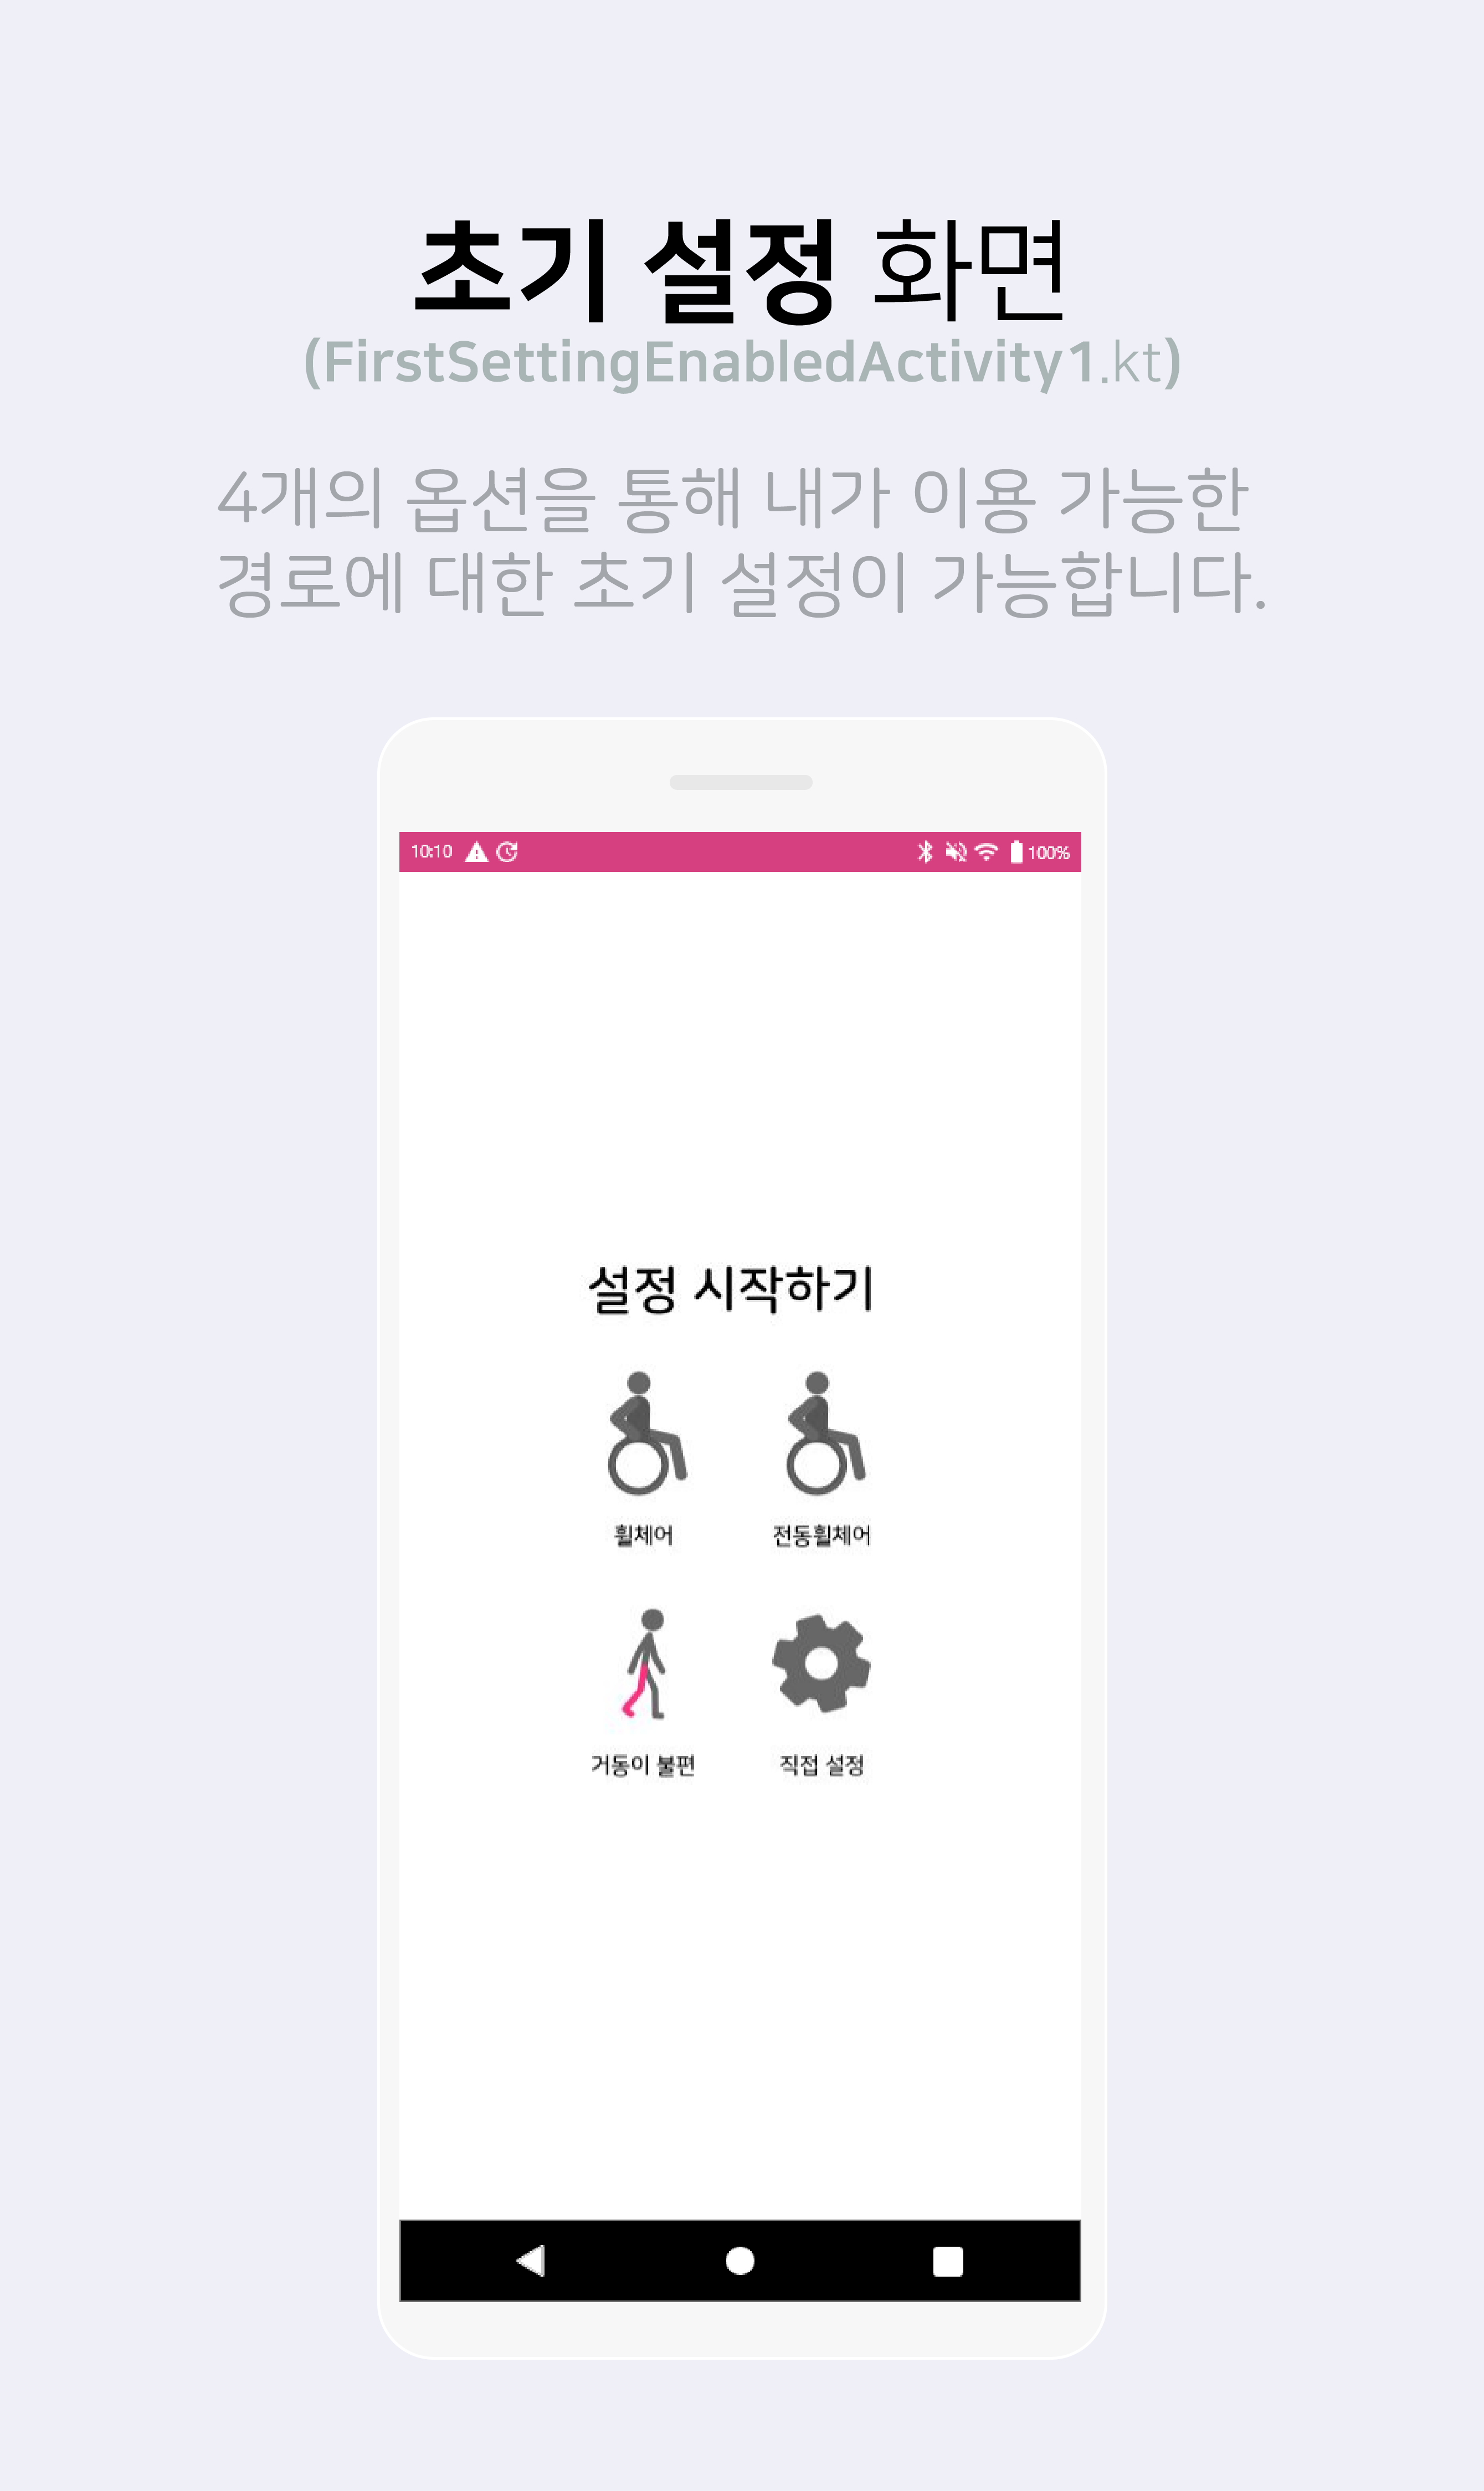 초기 설정 화면
(FirstSettingEnabledActivity1.kt)
4개의 옵션을 통해 내가 이용 가능한
경로에 대한 초기 설정이 가능합니다.
10:10 100%
설정 시작하기
휠체어 전동휠체어
거동이 불편 직접 설정